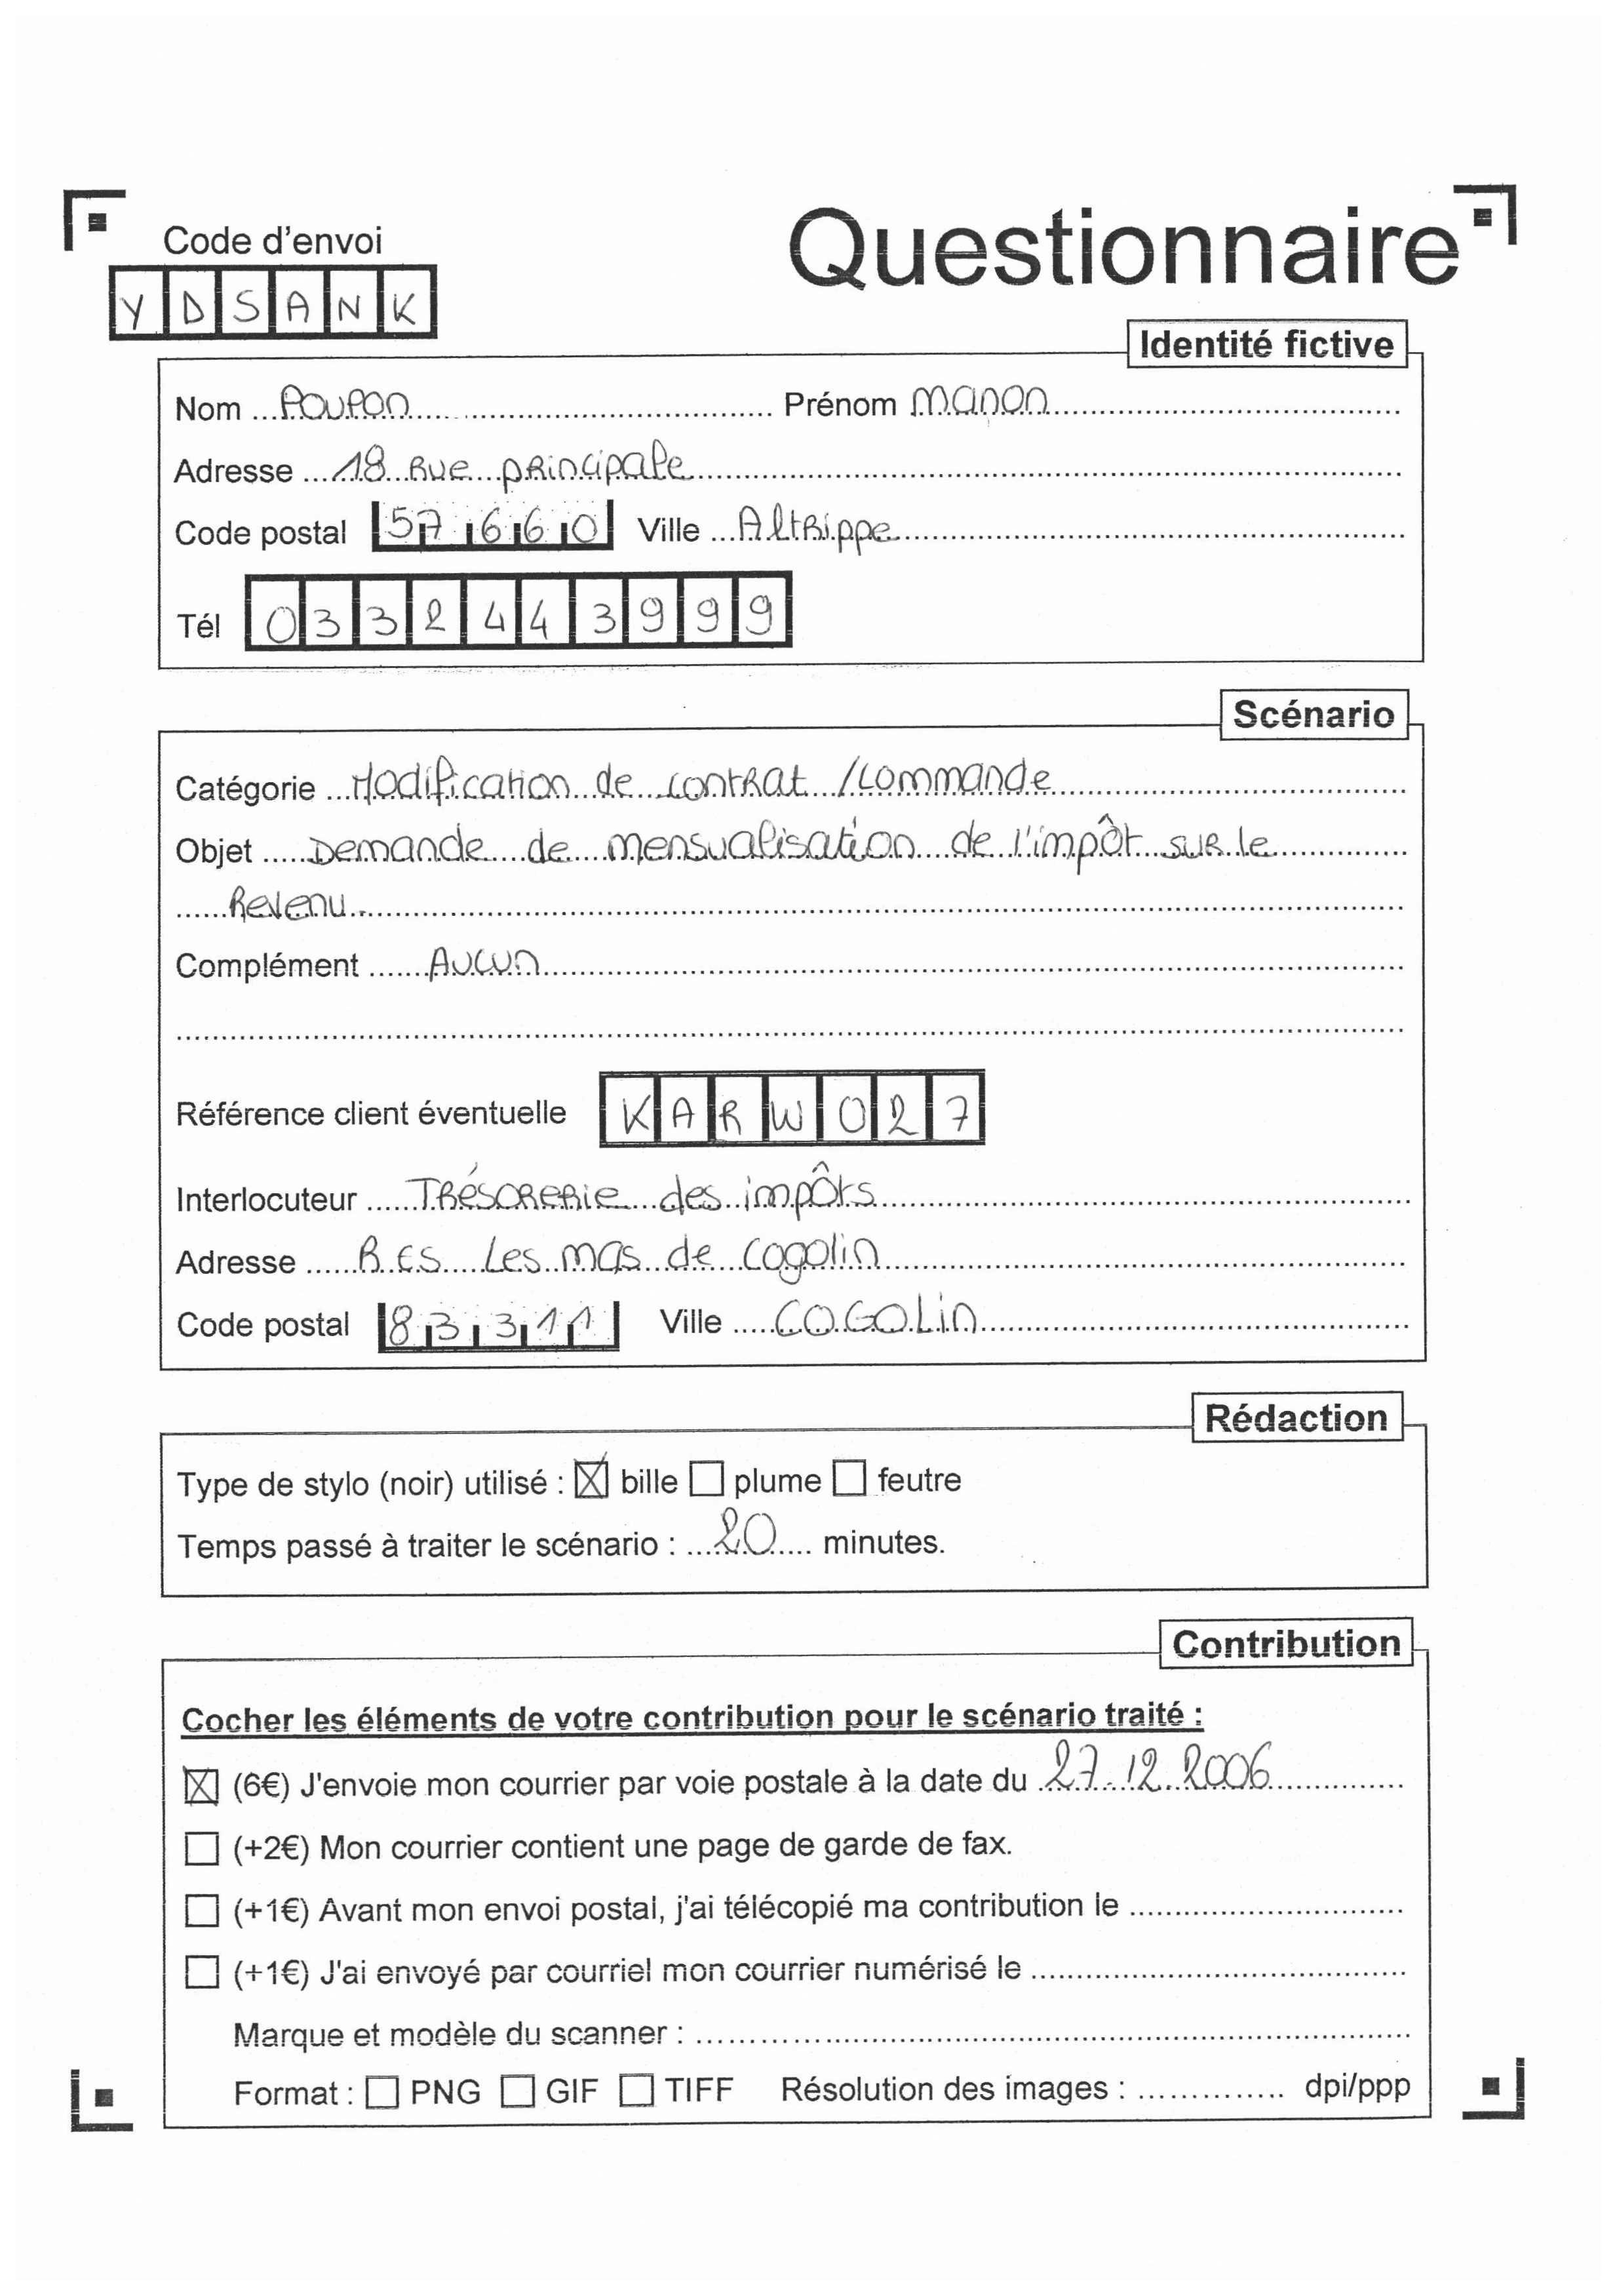 Code d'envoi
Questionnaire
YDSANK
Identité fictive
Nom ... Poupon ... Prénom Manon
Adresse ... 18 Rue principale
Code postal 57660 Ville ... Altrippe
Tél 0332443999
Scénario
Catégorie ... Modification de contrat / commande
Objet ... Demande de mensualisation de l'impôt sur le
Revenu.
Complément ... Aucun
Référence client éventuelle KARW027
Interlocuteur ... Trésorerie des impôts
Adresse ... RES Les mas de cogolin
Code postal 83311 Ville ... COGOLin
Rédaction
Type de stylo (noir) utilisé : ☒ bille ☐ plume ☐ feutre
Temps passé à traiter le scénario : ... 20 ... minutes.
Contribution
Cocher les éléments de votre contribution pour le scénario traité :
☒ (6€) J'envoie mon courrier par voie postale à la date du 27.12.2006
☐ (+2€) Mon courrier contient une page de garde de fax.
☐ (+1€) Avant mon envoi postal, j'ai télécopié ma contribution le ...
☐ (+1€) J'ai envoyé par courriel mon courrier numérisé le ...
Marque et modèle du scanner : ...
Format : ☐ PNG ☐ GIF ☐ TIFF Résolution des images : ... dpi/ppp